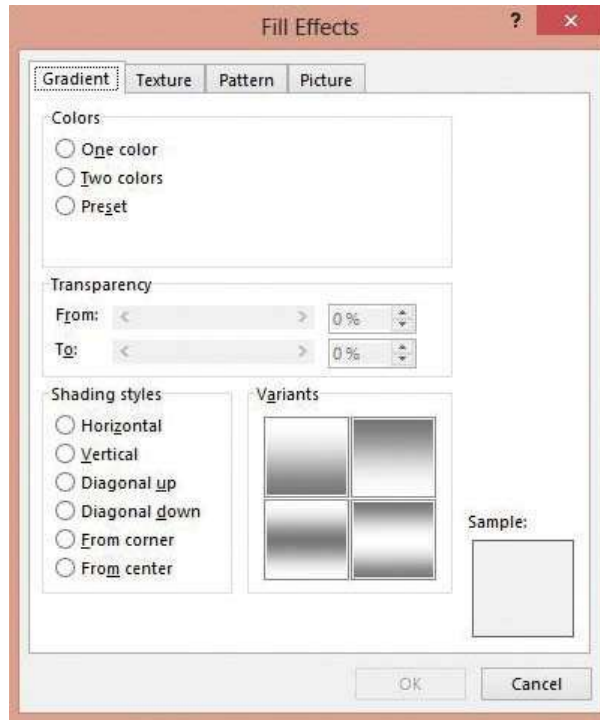 Fill Effects ?
Gradient Texture Pattern Picture
Colors
One color
Two colors
Preset
Transparency
From: 0 %
To: 0 %
Shading styles
Horizontal
Vertical
Diagonal up
Diagonal down
From corner
From center
Variants
Sample:
OK Cancel